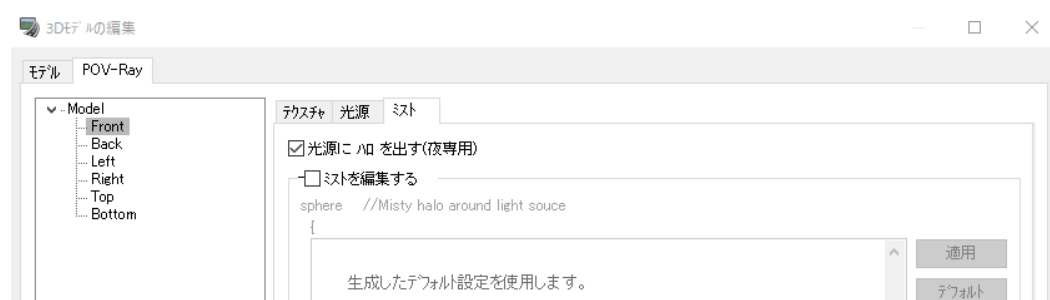 3Dﾓﾃﾞﾙの編集
ﾓﾃﾞﾙ POV-Ray
Model
Front
Back
Left
Right
Top
Bottom
ﾃｸｽﾁｬ 光源 ﾐｽﾄ
光源に ﾊﾛ を出す(夜専用)
ﾐｽﾄを編集する
sphere //Misty halo around light souce
{
生成したﾃﾞﾌｫﾙﾄ設定を使用します。
適用
ﾃﾞﾌｫﾙﾄ